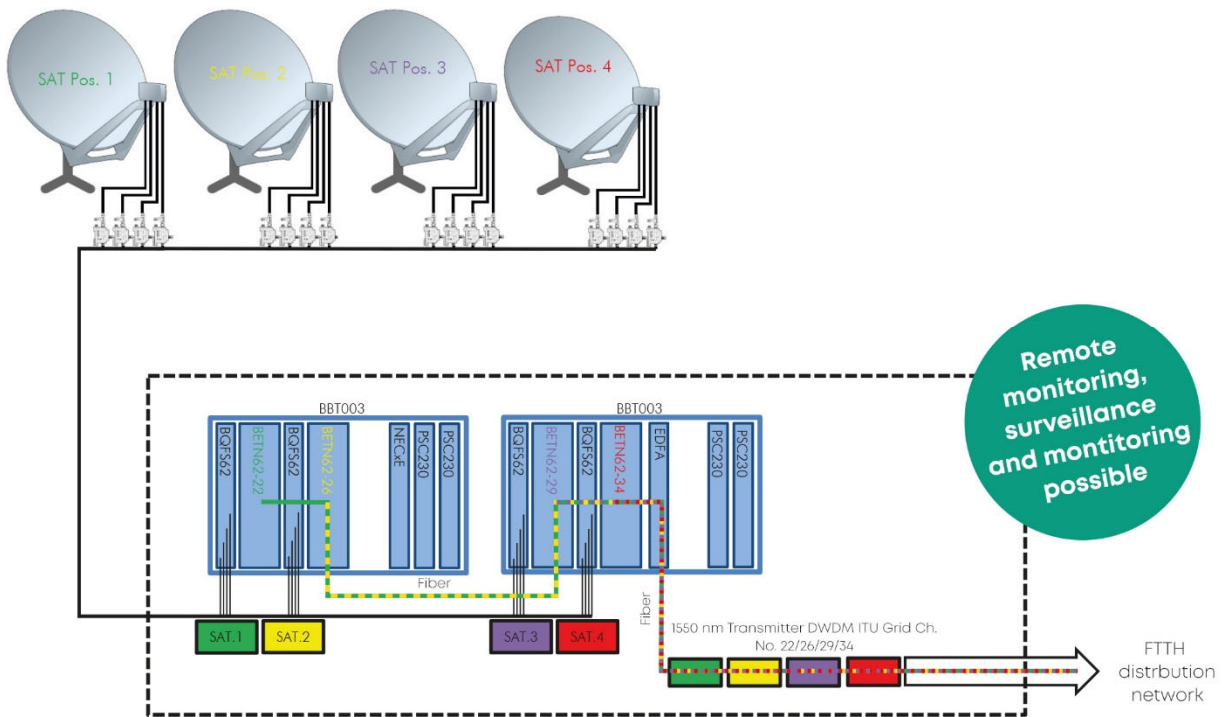 SAT Pos. 1
SAT Pos. 2
SAT Pos. 3
SAT Pos. 4
Remote
monitoring,
surveillance
and montitoring
possible
BBT003
BBT003
BQFS62
BETN62-22
BQFS62
BETN62-26
NECxE
PSC230
PSC230
BQFS62
BETN62-29
BQFS62
BETN62-34
EDFA
PSC230
PSC230
Fiber
Fiber
SAT.1
SAT.2
SAT.3
SAT.4
1550 nm Transmitter DWDM ITU Grid Ch.
No. 22/26/29/34
FTTH
distrbution
network